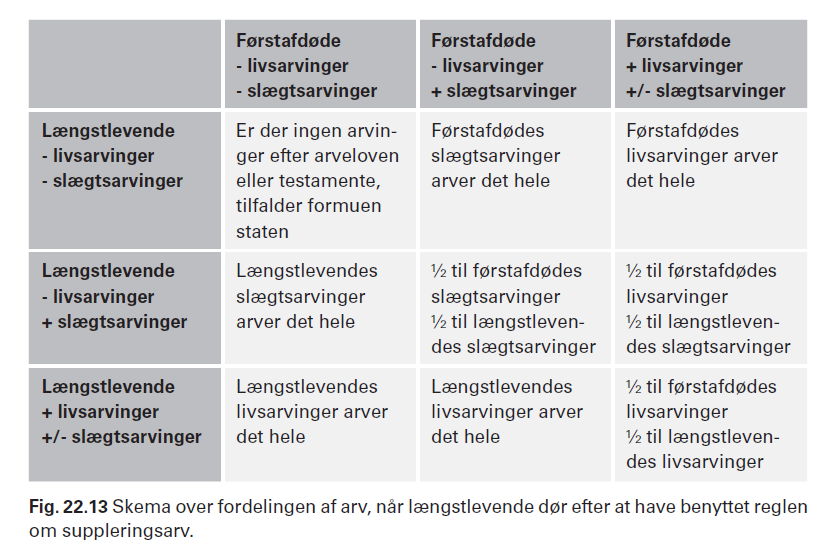 Førstafdøde
- livsarvinger
- slægtsarvinger
Førstafdøde
- livsarvinger
+ slægtsarvinger
Førstafdøde
+ livsarvinger
+/- slægtsarvinger
Længstlevende
- livsarvinger
- slægtsarvinger
Er der ingen arvin-
ger efter arveloven
eller testamente,
tilfalder formuen
staten
Førstafdødes
slægtsarvinger
arver det hele
Førstafdødes
livsarvinger arver
det hele
Længstlevende
- livsarvinger
+ slægtsarvinger
Længstlevendes
slægtsarvinger
arver det hele
½ til førstafdødes
slægtsarvinger
½ til længstleven-
des slægtsarvinger
½ til førstafdødes
livsarvinger
½ til længstleven-
des slægtsarvinger
Længstlevende
+ livsarvinger
+/- slægtsarvinger
Længstlevendes
livsarvinger arver
det hele
Længstlevendes
livsarvinger arver
det hele
½ til førstafdødes
livsarvinger
½ til længstleven-
des livsarvinger
Fig. 22.13 Skema over fordelingen af arv, når længstlevende dør efter at have benyttet reglen
om suppleringsarv.